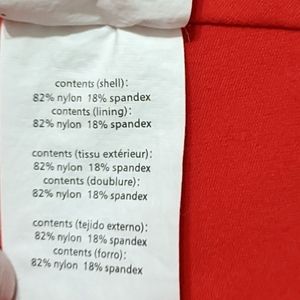 contents (shell):
82% nylon 18% spandex
contents (lining):
82% nylon 18% spandex
contents (tissu extérieur):
82% nylon 18% spandex
contents (doublure):
82% nylon 18% spandex
contents (tejido externo):
82% nylon 18% spandex
contents (forro):
82% nylon 18% spandex